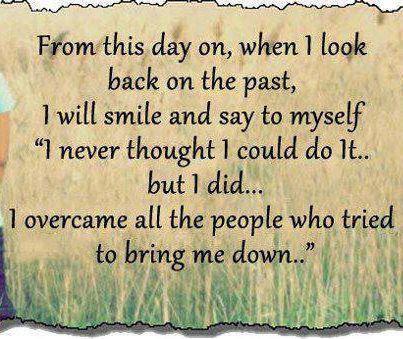 From this day on, when I look
back on the past,
I will smile and say to myself
“I never thought I could do It..
but I did...
I overcame all the people who tried
to bring me down..”